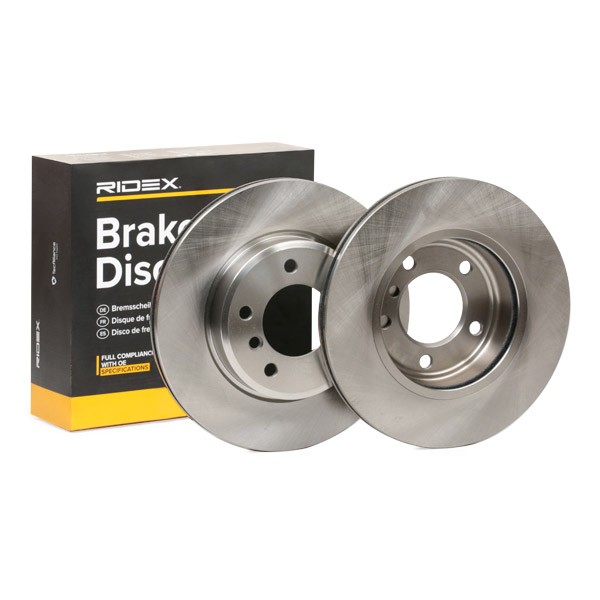 RIDEX
Brake
Disc
DE Bremsscheib
FR Disque de f
ES Disco de fre
FULL COMPLIANCE
WITH OE
SPECIFICATIONS
RIDEX